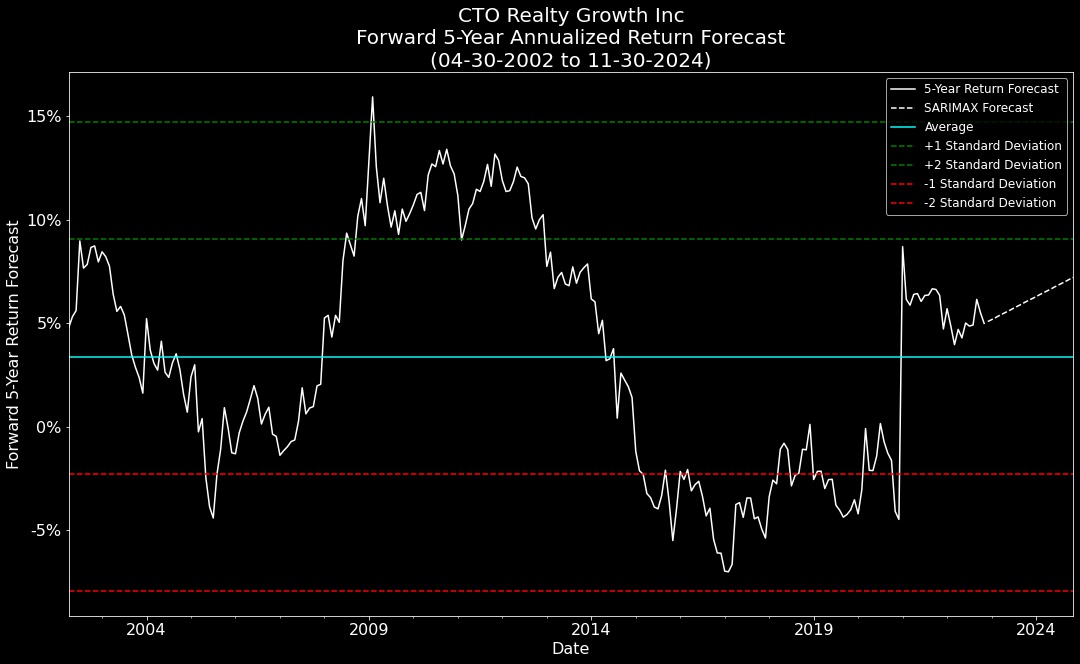 CTO Realty Growth Inc
Forward 5-Year Annualized Return Forecast
(04-30-2002 to 11-30-2024)
5-Year Return Forecast
SARIMAX Forecast
Average
+1 Standard Deviation
+2 Standard Deviation
-1 Standard Deviation
-2 Standard Deviation
Forward 5-Year Return Forecast
15%
10%
5%
0%
-5%
2004
2009
2014
2019
2024
Date